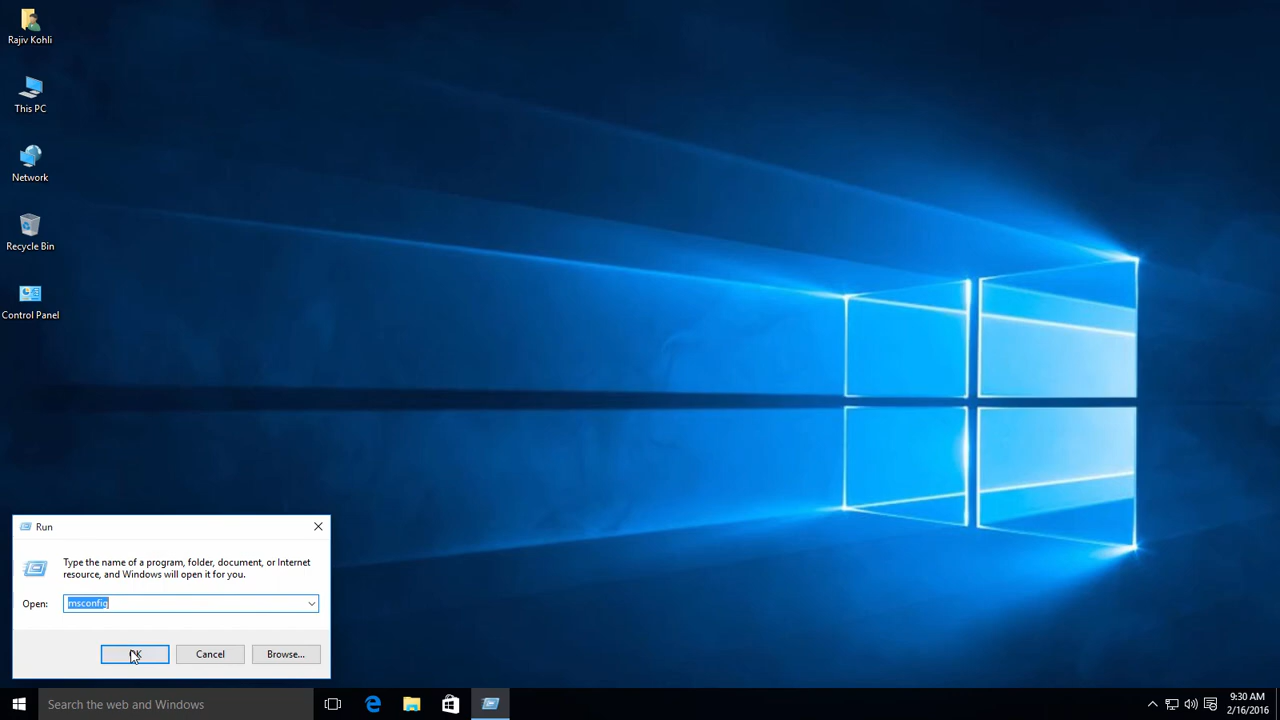 Rajiv Kohli
This PC
Network
Recycle Bin
Control Panel
Run
Type the name of a program, folder, document, or Internet
resource, and Windows will open it for you.
Open: msconfig
OK Cancel Browse...
Search the web and Windows
9:30 AM
2/16/2016